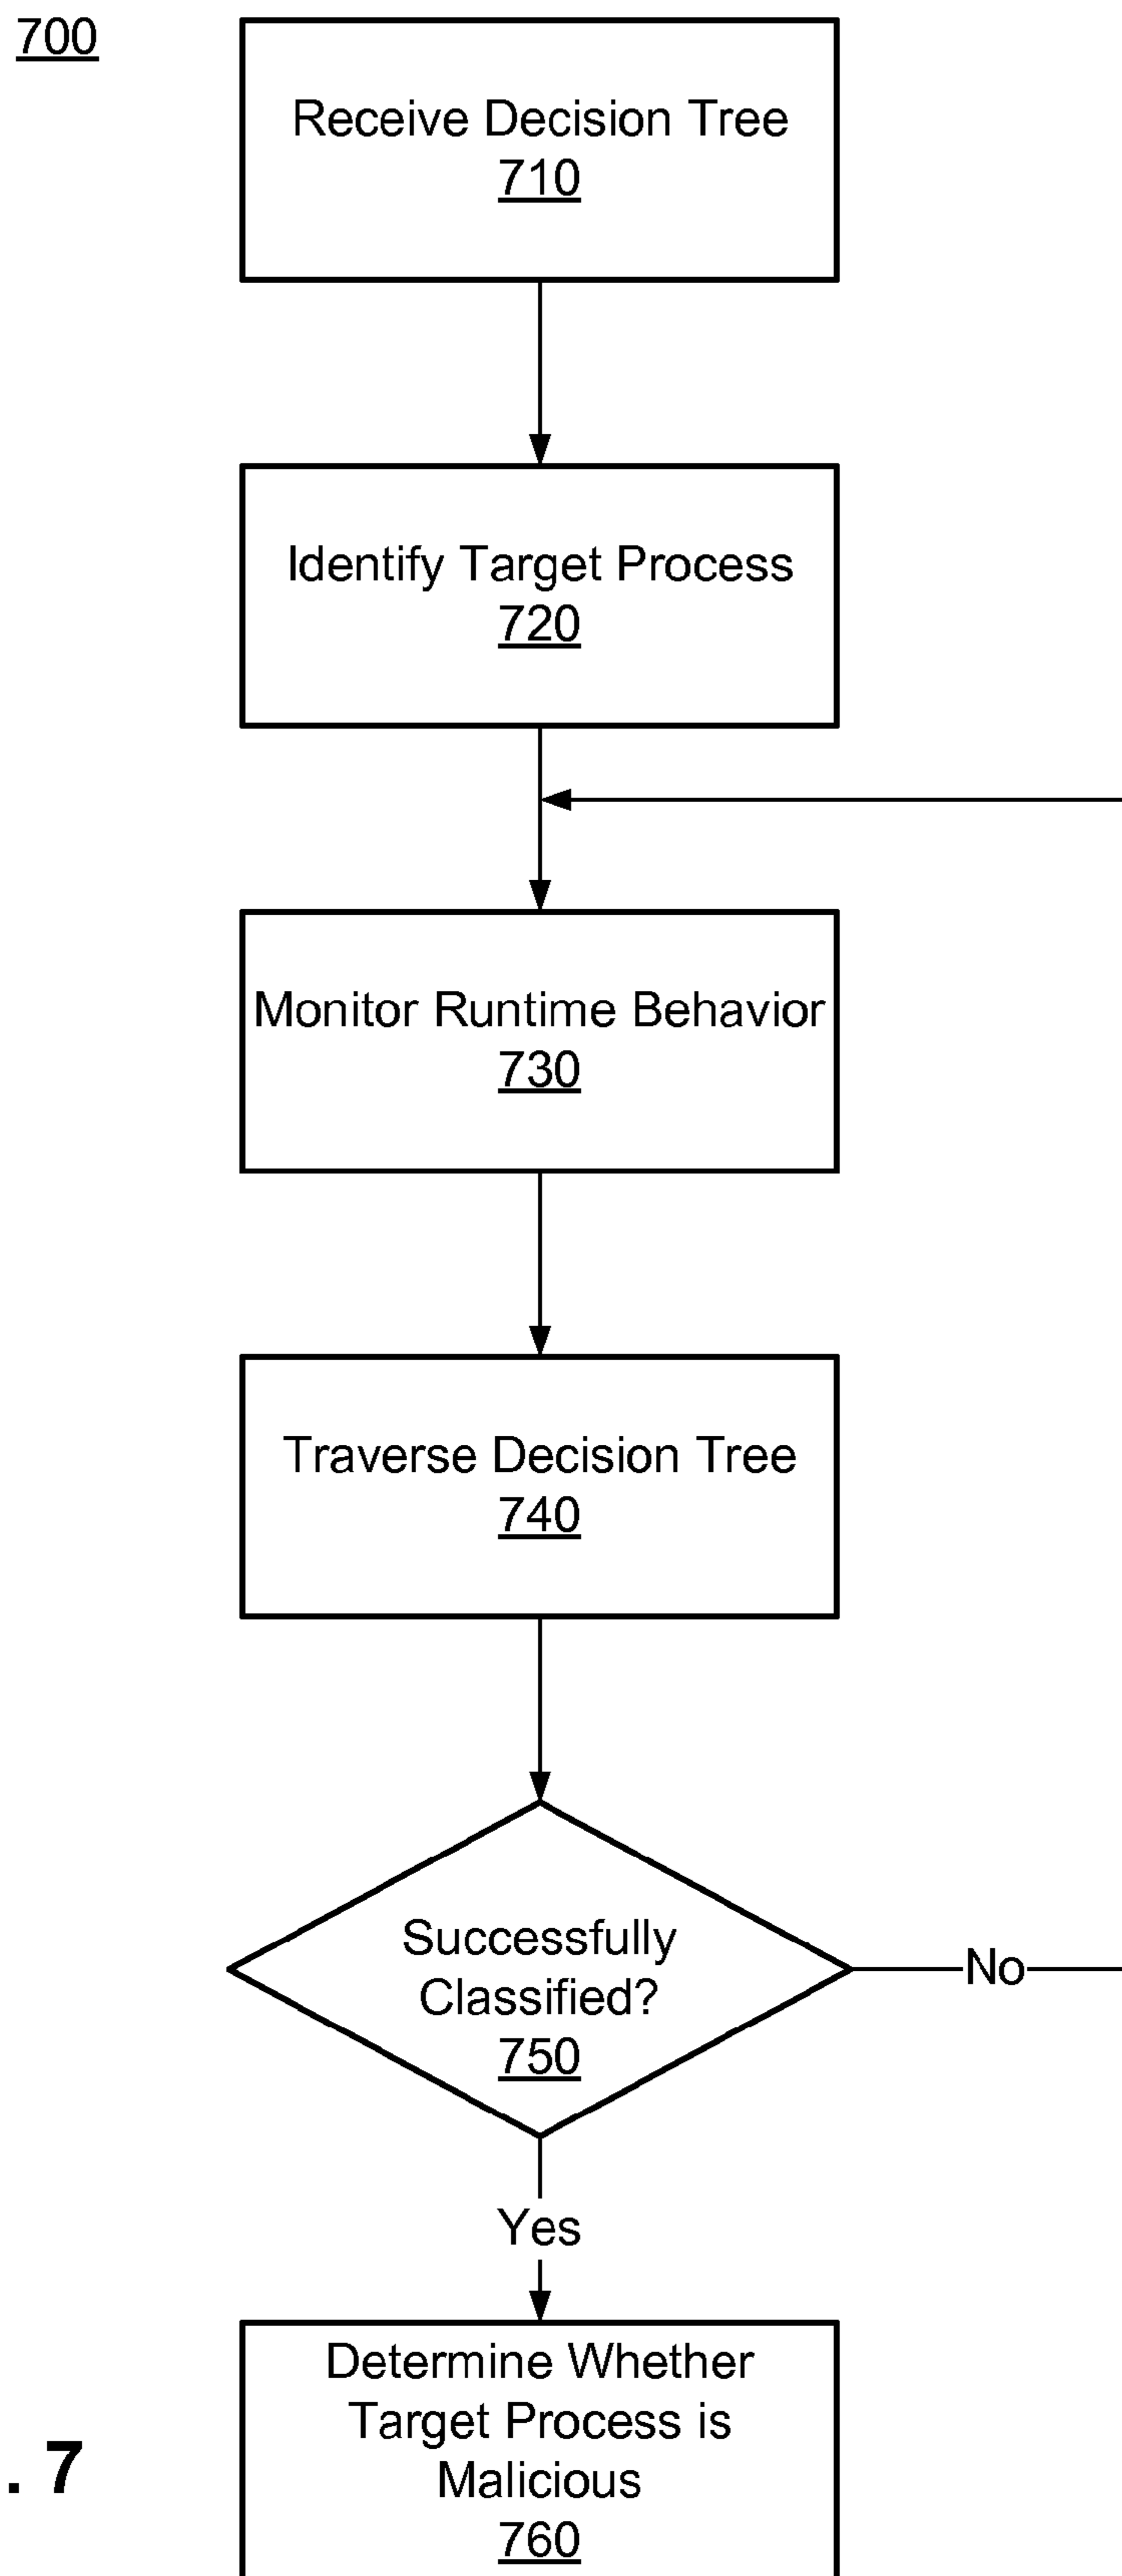 700
Receive Decision Tree
710
Identify Target Process
720
Monitor Runtime Behavior
730
Traverse Decision Tree
740
Successfully
Classified?
750
No
Yes
Determine Whether
Target Process is
Malicious
760
. 7